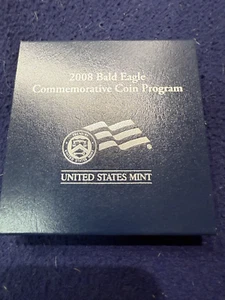 2008 Bald Eagle
Commemorative Coin Program
UNITED STATES MINT